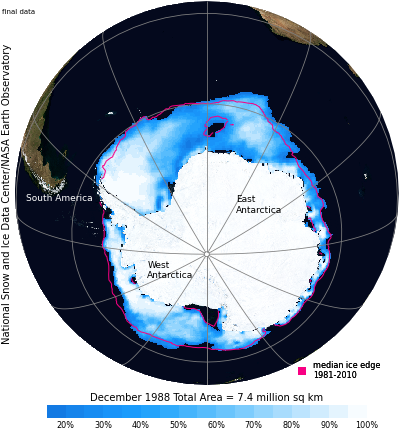 final data
National Snow and Ice Data Center/NASA Earth Observatory
South America
East
Antarctica
West
Antarctica
median ice edge
1981-2010
December 1988 Total Area = 7.4 million sq km
20% 30% 40% 50% 60% 70% 80% 90% 100%